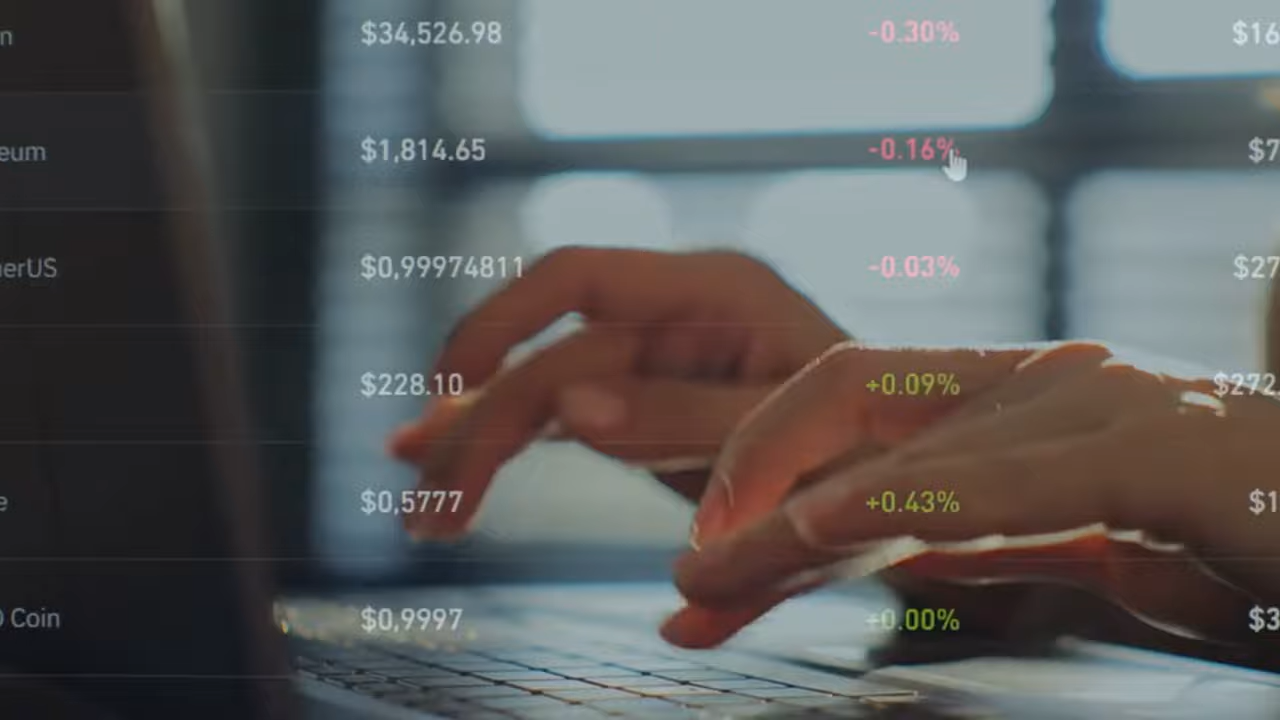 n $34,526.98 -0.30% $16
eum $1,814.65 -0.16% $7
erUS $0,99974811 -0.03% $27
$228.10 +0.09% $272,
e $0,5777 +0.43% $1
Coin $0,9997 +0.00% $3